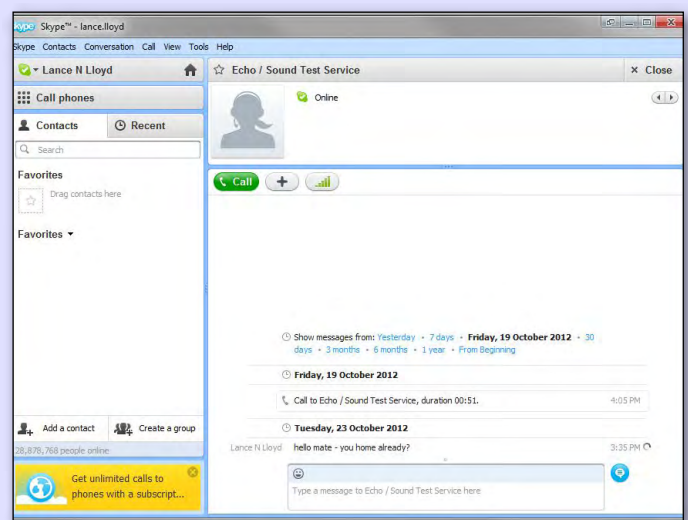 Skype™ - lance.lloyd
Skype Contacts Conversation Call View Tools Help
Lance N Lloyd
Call phones
Contacts
Recent
Search
Favorites
Drag contacts here
Favorites
Add a contact
Create a group
28,878,768 people online
Get unlimited calls to
phones with a subscript...
Echo / Sound Test Service
× Close
Online
Call
Show messages from: Yesterday • 7 days • Friday, 19 October 2012 • 30
days • 3 months • 6 months • 1 year • From Beginning
Friday, 19 October 2012
Call to Echo / Sound Test Service, duration 00:51. 4:05 PM
Tuesday, 23 October 2012
Lance N Lloyd hello mate - you home already? 3:35 PM
Type a message to Echo / Sound Test Service here